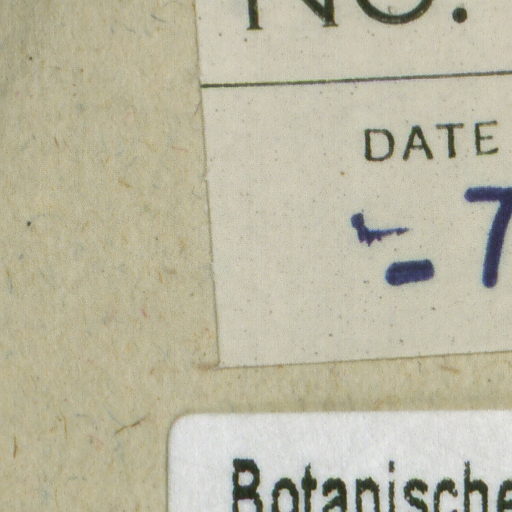 NO.
DATE
- 7
Botanische